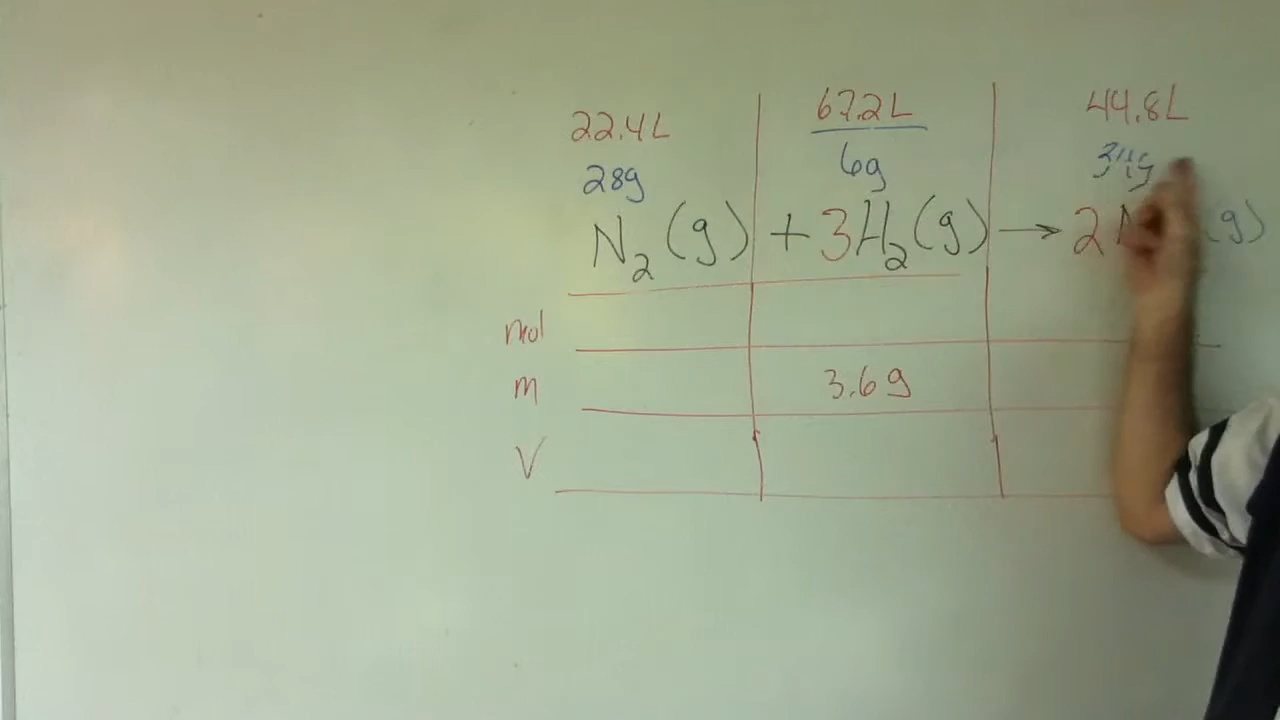 22.4L 67.2L 44.8L
28g 6g 34g
N₂(g) + 3H₂(g) → 2 (g)
mol
m 3.6g
V